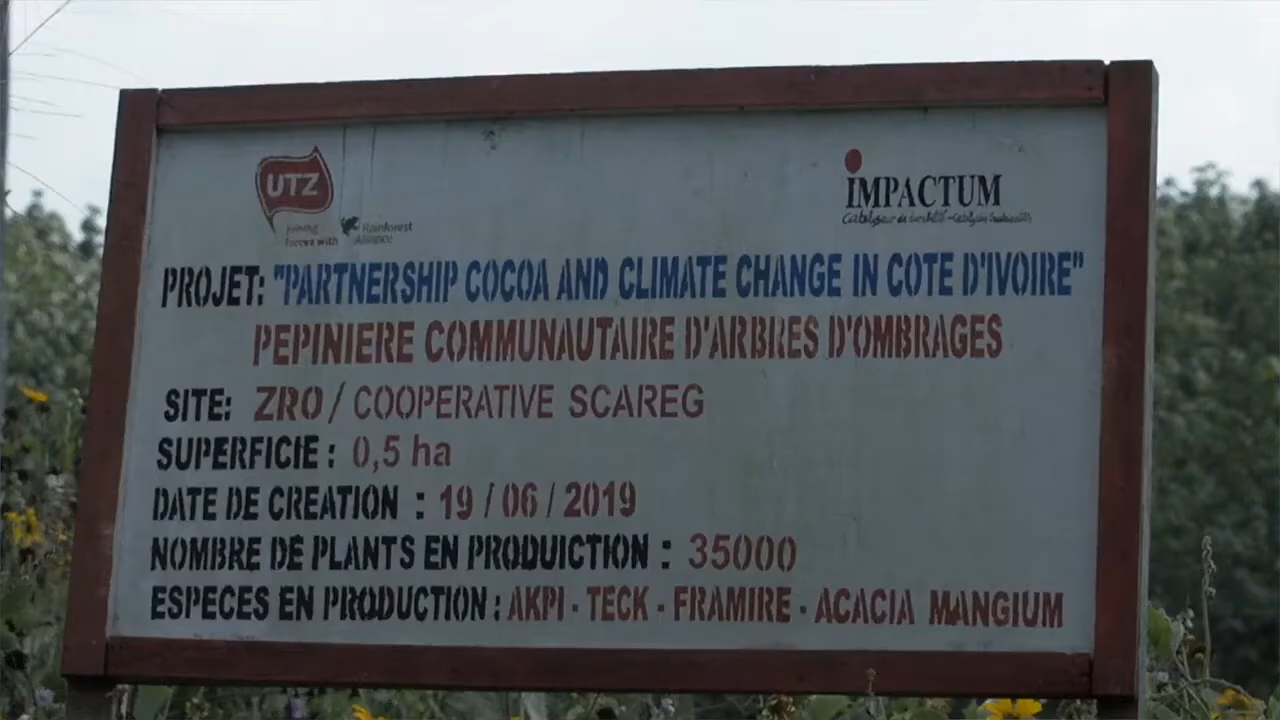 UTZ
joining forces with
Rainforest Alliance
IMPACTUM
PROJET: "PARTNERSHIP COCOA AND CLIMATE CHANGE IN COTE D'IVOIRE"
PEPINIERE COMMUNAUTAIRE D'ARBRES D'OMBRAGES
SITE: ZRO / COOPERATIVE SCAREG
SUPERFICIE : 0,5 ha
DATE DE CREATION : 19 / 06 / 2019
NOMBRE DE PLANTS EN PRODUICTION : 35000
ESPECES EN PRODUCTION : AKPI - TECK - FRAMIRE - ACACIA MANGIUM